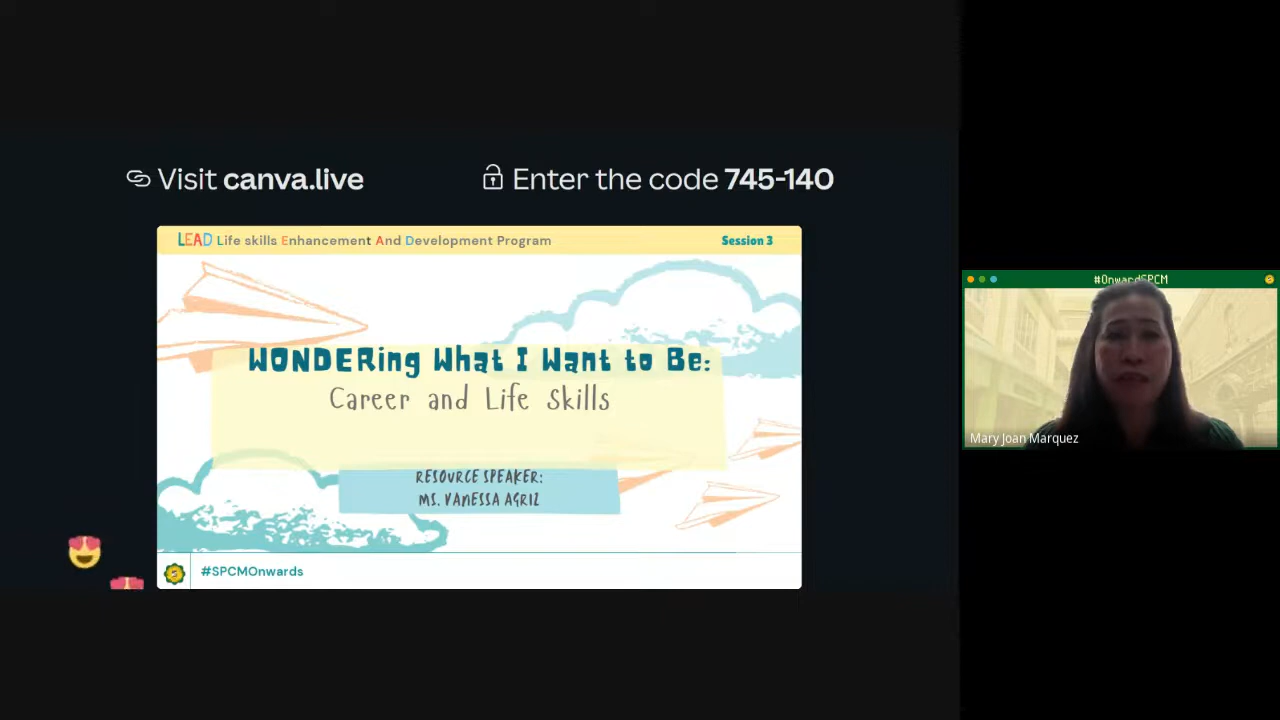 Visit canva.live
Enter the code 745-140
LEAD Life skills Enhancement And Development Program
Session 3
WONDERing What I Want to Be:
Career and Life Skills
RESOURCE SPEAKER:
MS. VANESSA AGRIZ
#SPCMOnwards
#OnwardSPCM
Mary Joan Marquez